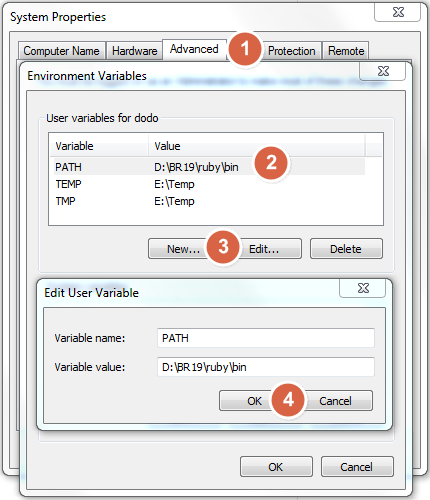 System Properties
Computer Name Hardware Advanced 1 Protection Remote
Environment Variables
User variables for dodo
Variable Value
PATH D:\BR19\ruby\bin 2
TEMP E:\Temp
TMP E:\Temp
New... 3 Edit... Delete
Edit User Variable
Variable name: PATH
Variable value: D:\BR19\ruby\bin
OK 4 Cancel
OK Cancel